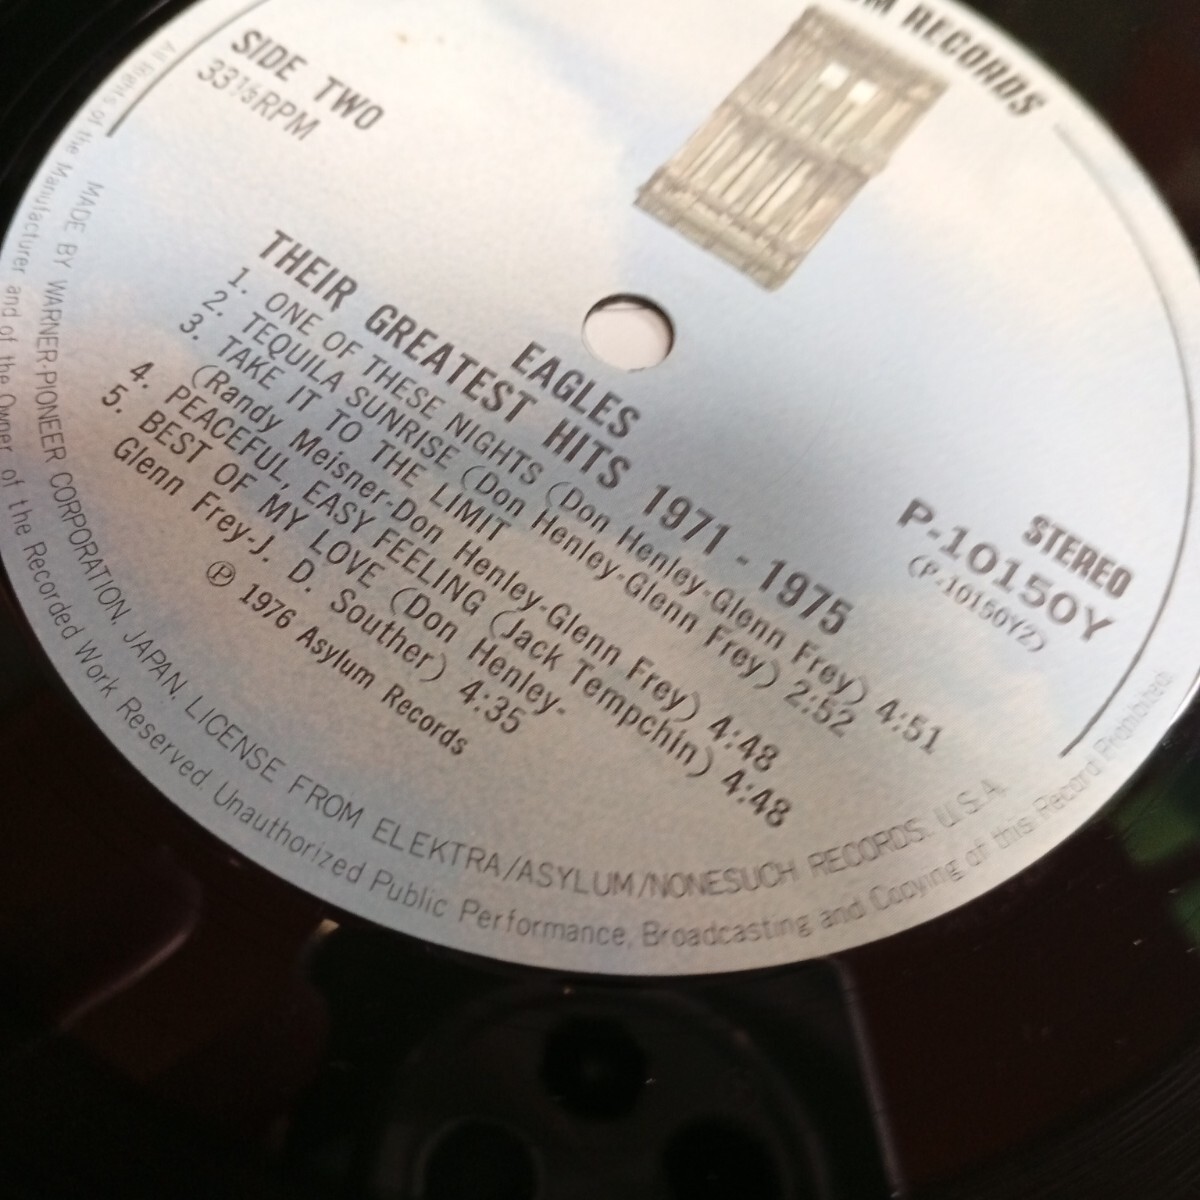 RECORDS
SIDE TWO
33⅓RPM
STEREO
P-10150Y
(P-10150Y2)
EAGLES
THEIR GREATEST HITS 1971 - 1975
1. ONE OF THESE NIGHTS (Don Henley-Glenn Frey) 4:51
2. TEQUILA SUNRISE (Don Henley-Glenn Frey) 2:52
3. TAKE IT TO THE LIMIT
(Randy Meisner-Don Henley-Glenn Frey) 4:48
4. PEACEFUL, EASY FEELING (Jack Tempchin) 4:48
5. BEST OF MY LOVE (Don Henley-
Glenn Frey-J. D. Souther) 4:35
Ⓟ 1976 Asylum Records
MADE BY WARNER-PIONEER CORPORATION, JAPAN. LICENSE FROM ELEKTRA/ASYLUM/NONESUCH RECORDS. U.S.A.
All Rights of the Manufacturer and of the Owner of the Recorded Work Reserved. Unauthorized Public Performance, Broadcasting and Copying of this Record Prohibited.